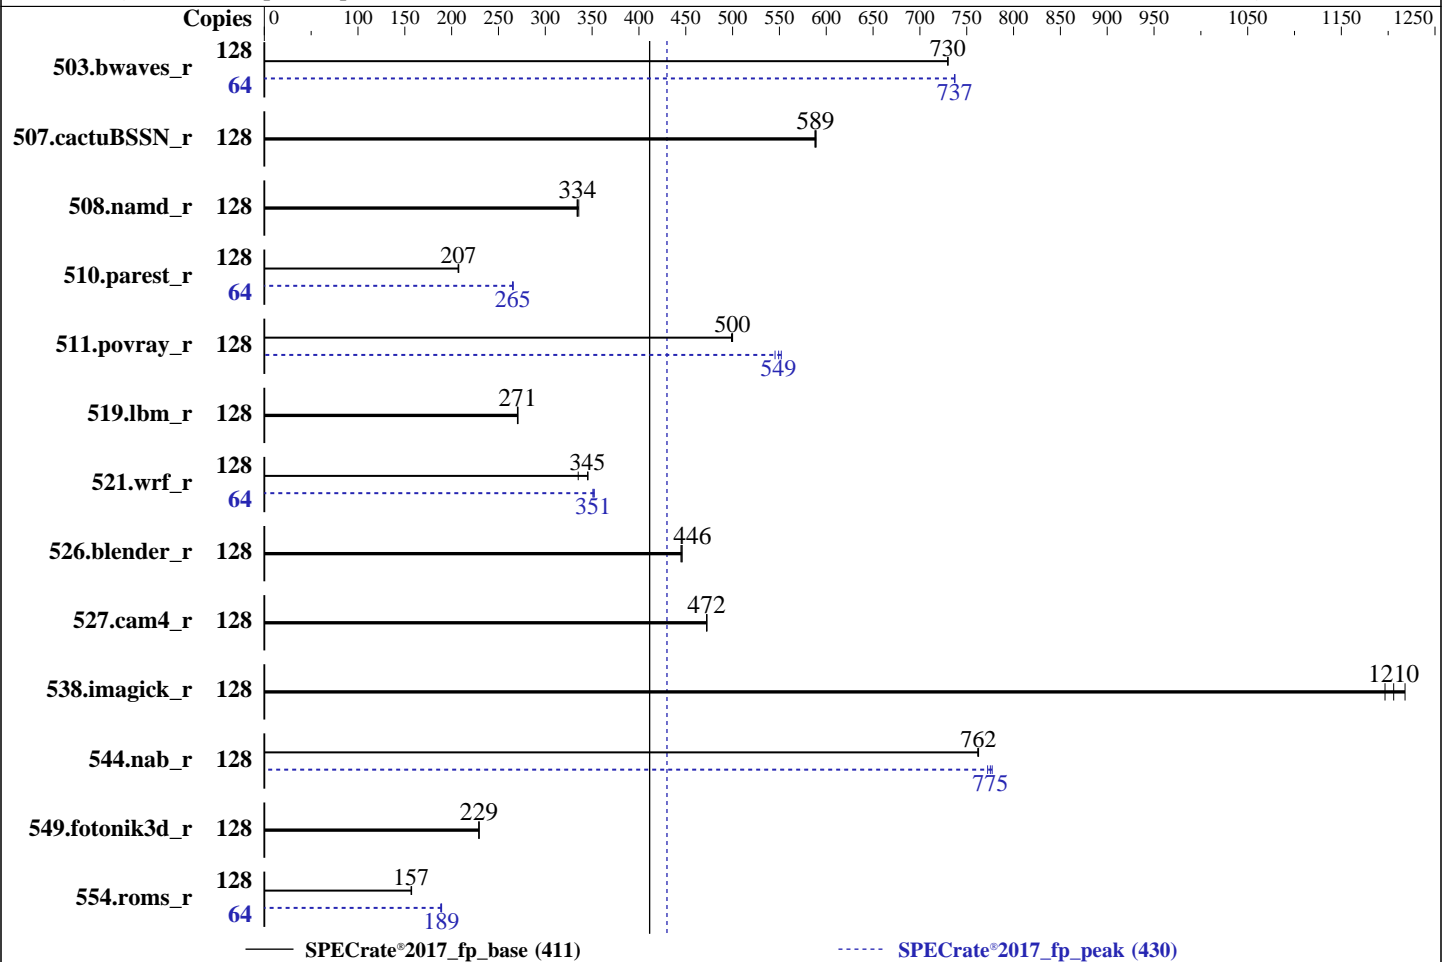 Copies 0 100 150 200 250 300 350 400 450 500 550 600 650 700 750 800 850 900 950 1050 1150 1250
503.bwaves_r 128 730
64 737
507.cactuBSSN_r 128 589
508.namd_r 128 334
510.parest_r 128 207
64 265
511.povray_r 128 500
549
519.lbm_r 128 271
521.wrf_r 128 345
64 351
526.blender_r 128 446
527.cam4_r 128 472
538.imagick_r 128 1210
544.nab_r 128 762
775
549.fotonik3d_r 128 229
554.roms_r 128 157
64 189
SPECrate®2017_fp_base (411) SPECrate®2017_fp_peak (430)